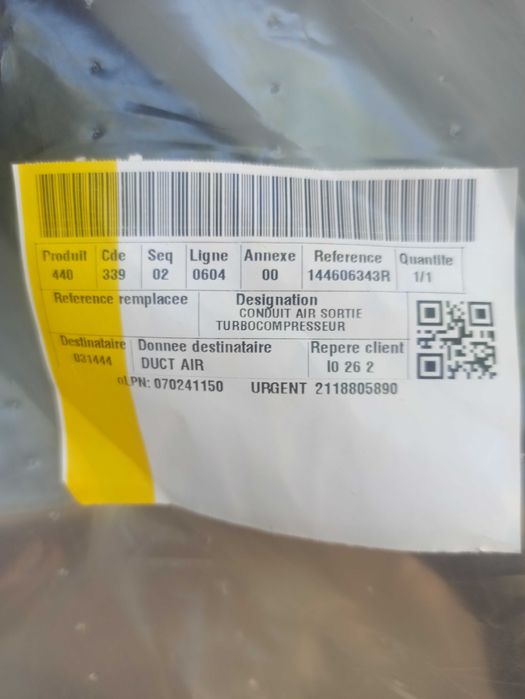 Produit Cde Seq Ligne Annexe Reference Quantite
440 339 02 0604 00 144606343R 1/1
Reference remplacee Designation
CONDUIT AIR SORTIE
TURBOCOMPRESSEUR
Destinataire Donnee destinataire Repere client
031444 DUCT AIR I0 26 2
oLPN: 070241150 URGENT 2118805890